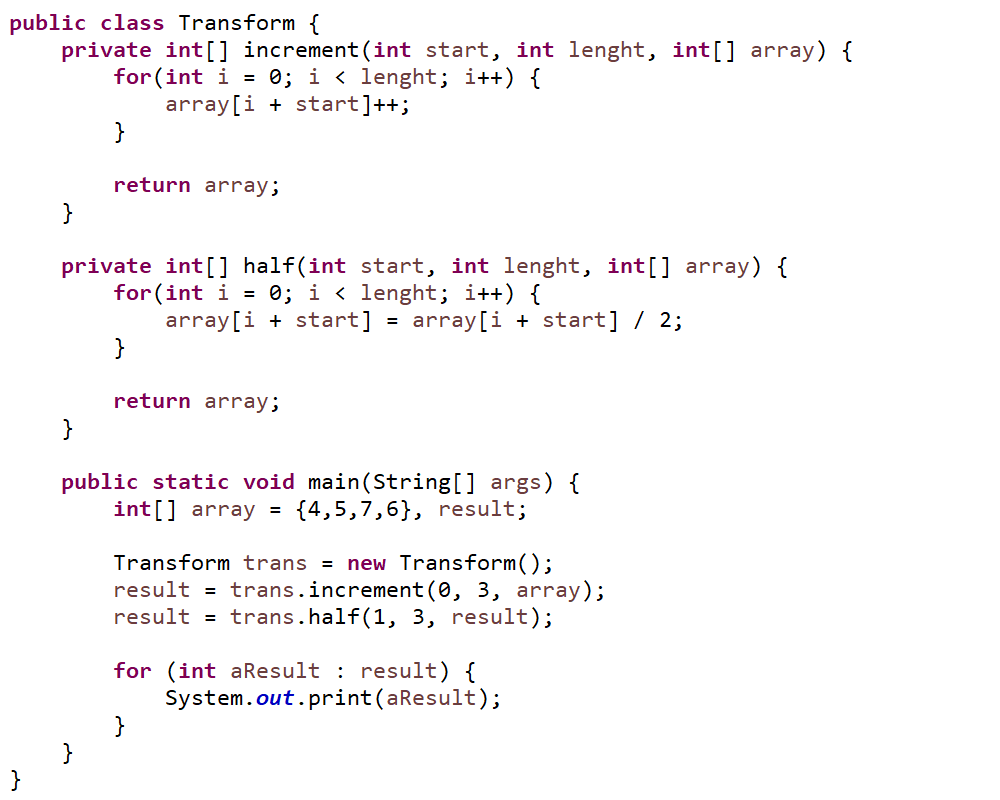 public class Transform {
    private int[] increment(int start, int lenght, int[] array) {
        for(int i = 0; i < lenght; i++) {
            array[i + start]++;
        }

        return array;
    }

    private int[] half(int start, int lenght, int[] array) {
        for(int i = 0; i < lenght; i++) {
            array[i + start] = array[i + start] / 2;
        }

        return array;
    }

    public static void main(String[] args) {
        int[] array = {4,5,7,6}, result;

        Transform trans = new Transform();
        result = trans.increment(0, 3, array);
        result = trans.half(1, 3, result);

        for (int aResult : result) {
            System.out.print(aResult);
        }
    }
}